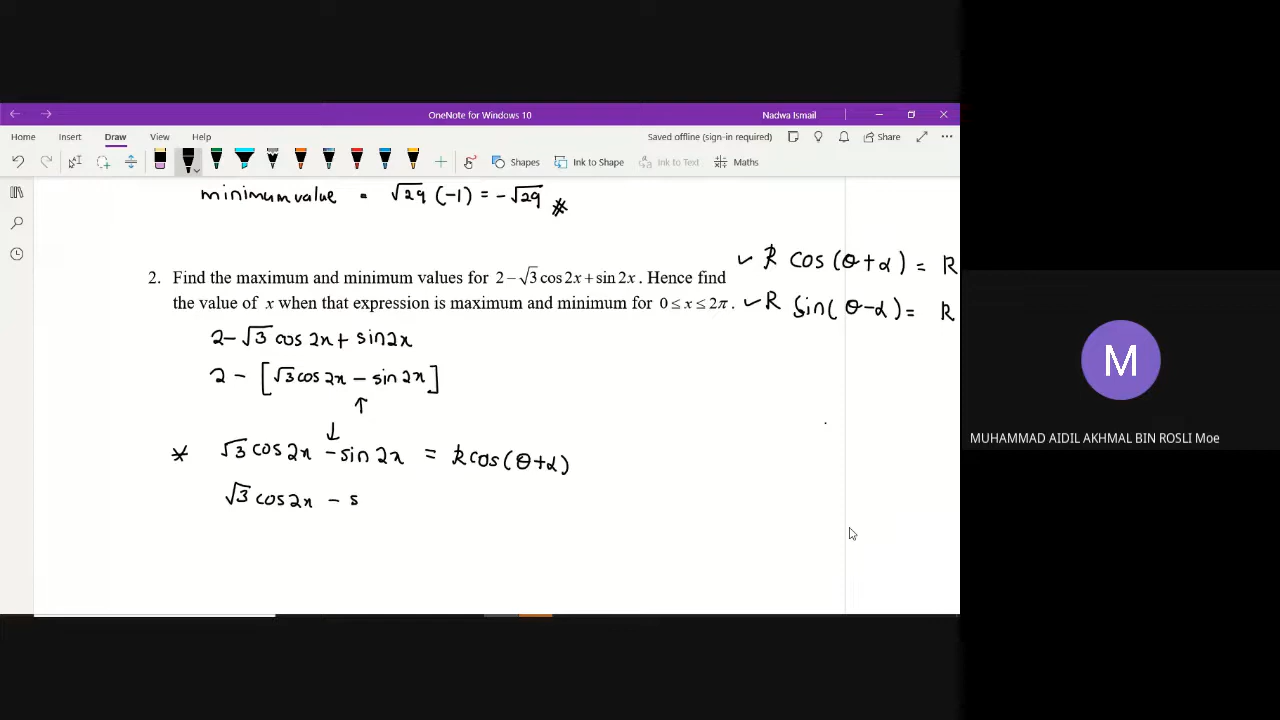 OneNote for Windows 10
Nadwa Ismail
Home Insert Draw View Help
Saved offline (sign-in required)
Share
Shapes
Ink to Shape
Ink to Text
Maths
minimum value = √29 (-1) = -√29 *
2. Find the maximum and minimum values for 2-√3 cos 2x + sin 2x. Hence find
the value of x when that expression is maximum and minimum for 0 ≤ x ≤ 2π.
✓ R cos(θ+α) = R
✓ R sin(θ-α) = R
2-√3 cos 2x + sin 2x
2 - [√3 cos 2x - sin 2x]
↑
↓
* √3 cos 2x - sin 2x = R cos(θ+α)
√3 cos 2x - s
M
MUHAMMAD AIDIL AKHMAL BIN ROSLI Moe